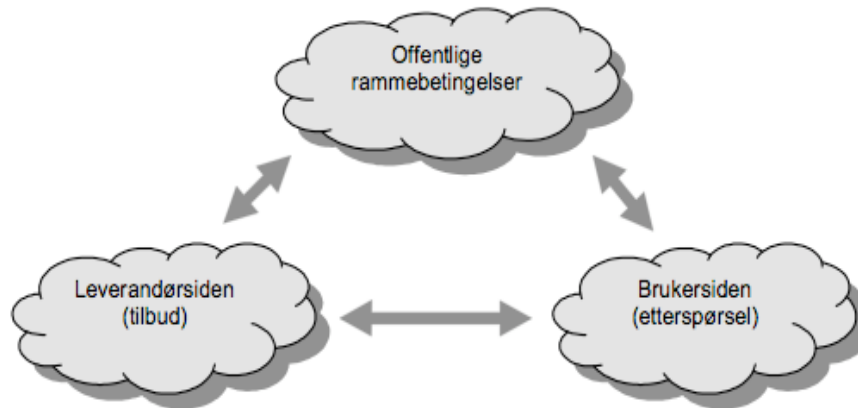 Offentlige
rammebetingelser
Leverandørsiden
(tilbud)
Brukersiden
(etterspørsel)